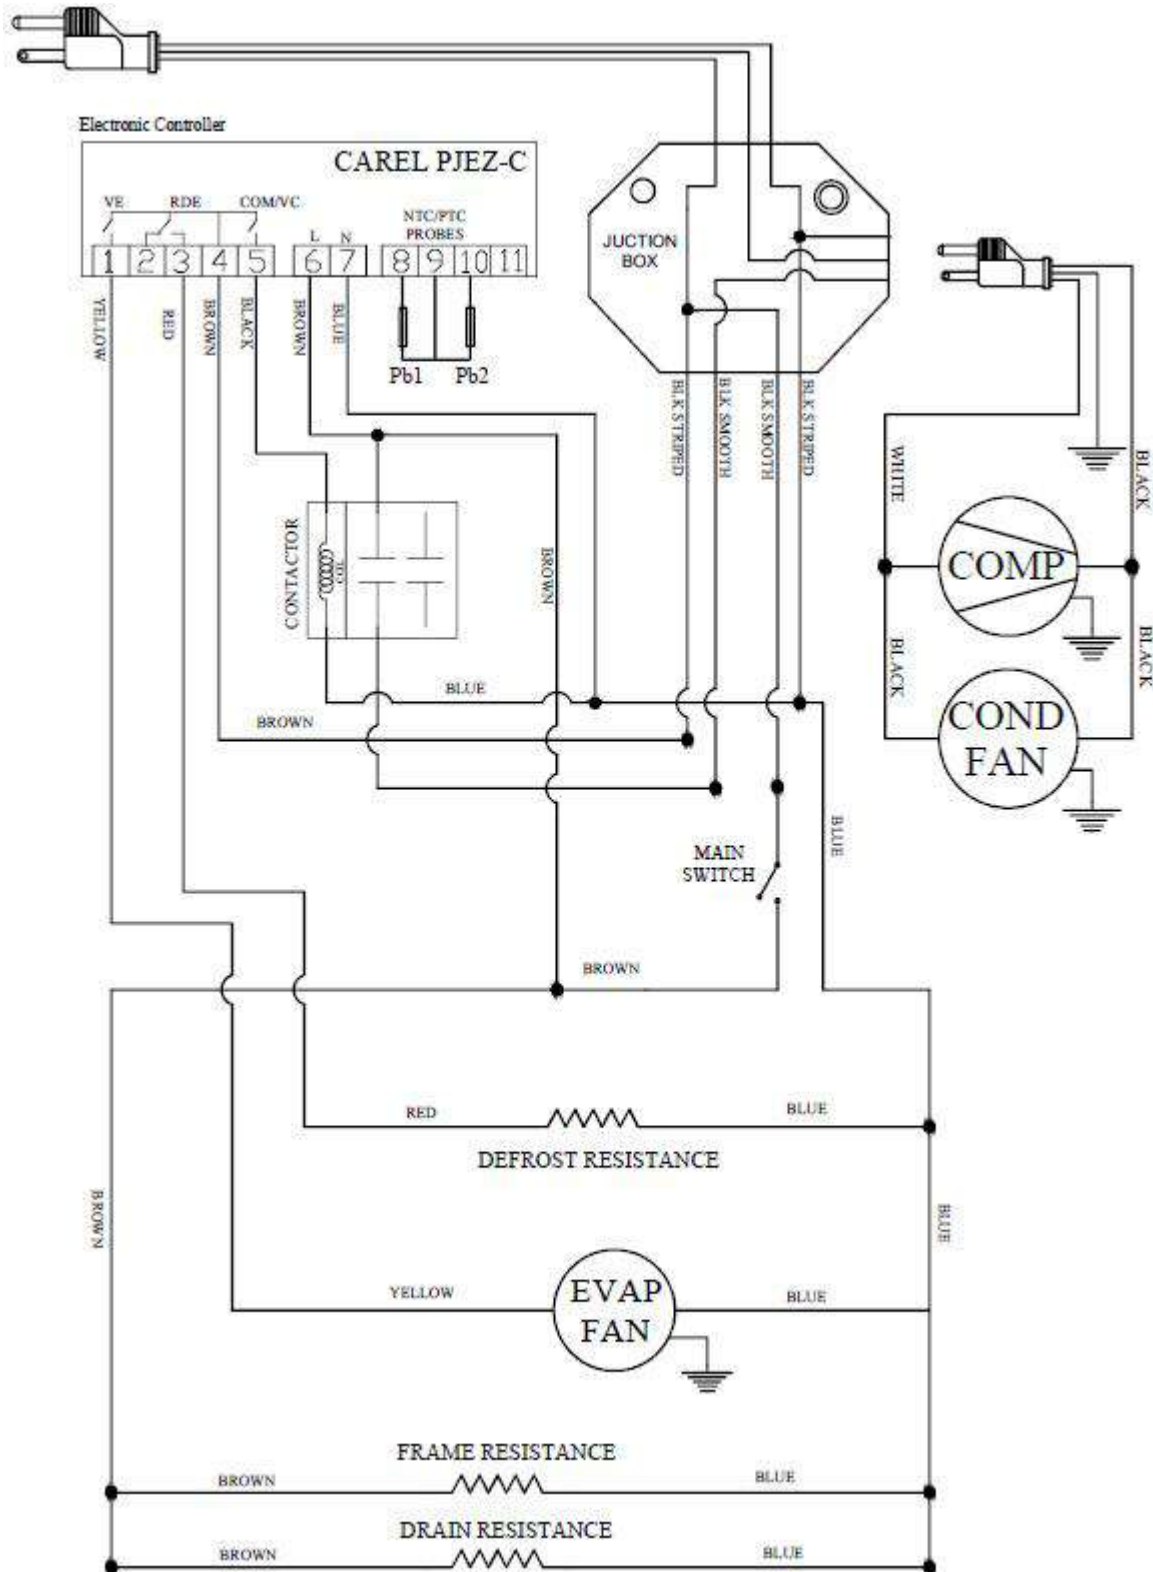 Electronic Controller
CAREL PJEZ-C
VE
RDE
COM/VC
L
N
NTC/PTC
PROBES
1
2
3
4
5
6
7
8
9
10
11
YELLOW
RED
BROWN
BLACK
BROWN
BLUE
Pb1
Pb2
JUCTION
BOX
BLK STRIPED
BLK SMOOTH
BLK SMOOTH
BLK STRIPED
WHITE
BLACK
COMP
BLACK
BLACK
COND
FAN
CONTACTOR
COIL
BROWN
BLUE
BROWN
BLUE
MAIN
SWITCH
BROWN
RED
BLUE
DEFROST RESISTANCE
BROWN
BLUE
YELLOW
EVAP
FAN
BLUE
FRAME RESISTANCE
BROWN
BLUE
DRAIN RESISTANCE
BROWN
BLUE